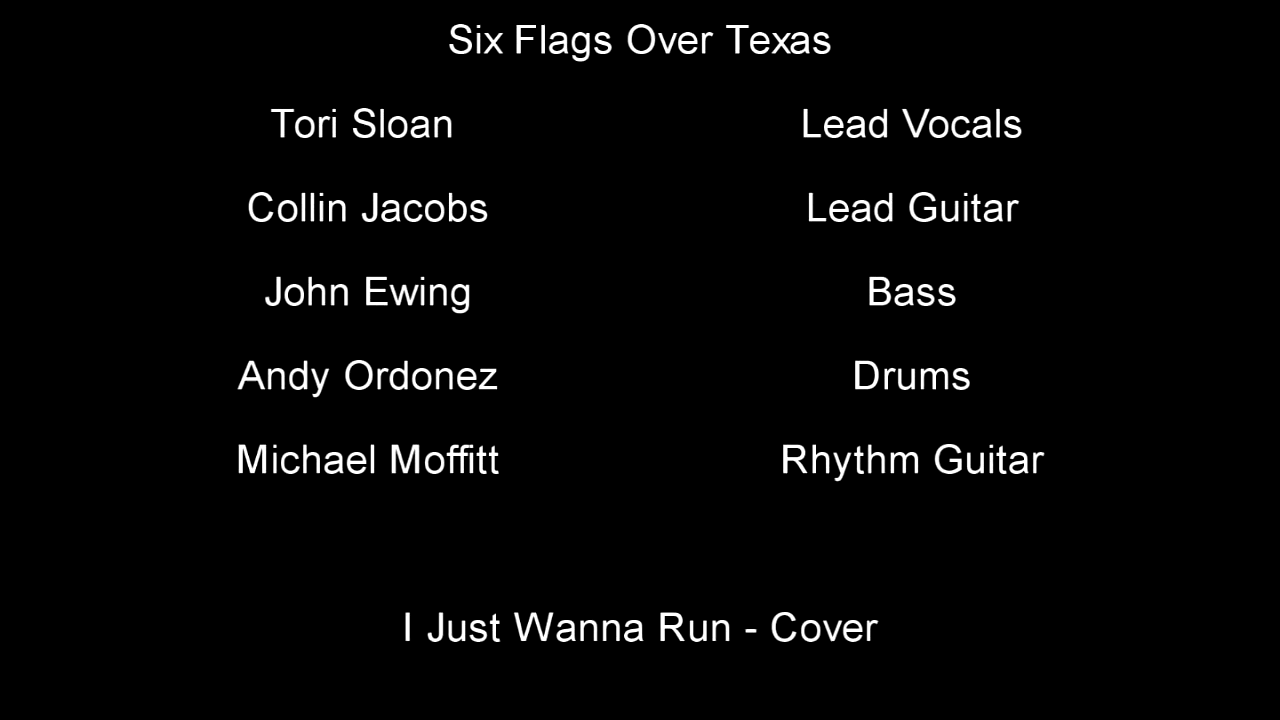 Six Flags Over Texas
Tori Sloan Lead Vocals
Collin Jacobs Lead Guitar
John Ewing Bass
Andy Ordonez Drums
Michael Moffitt Rhythm Guitar
I Just Wanna Run - Cover